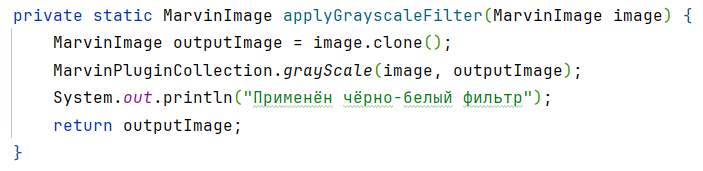 private static MarvinImage applyGrayscaleFilter(MarvinImage image) {
    MarvinImage outputImage = image.clone();
    MarvinPluginCollection.grayScale(image, outputImage);
    System.out.println("Применён чёрно-белый фильтр");
    return outputImage;
}